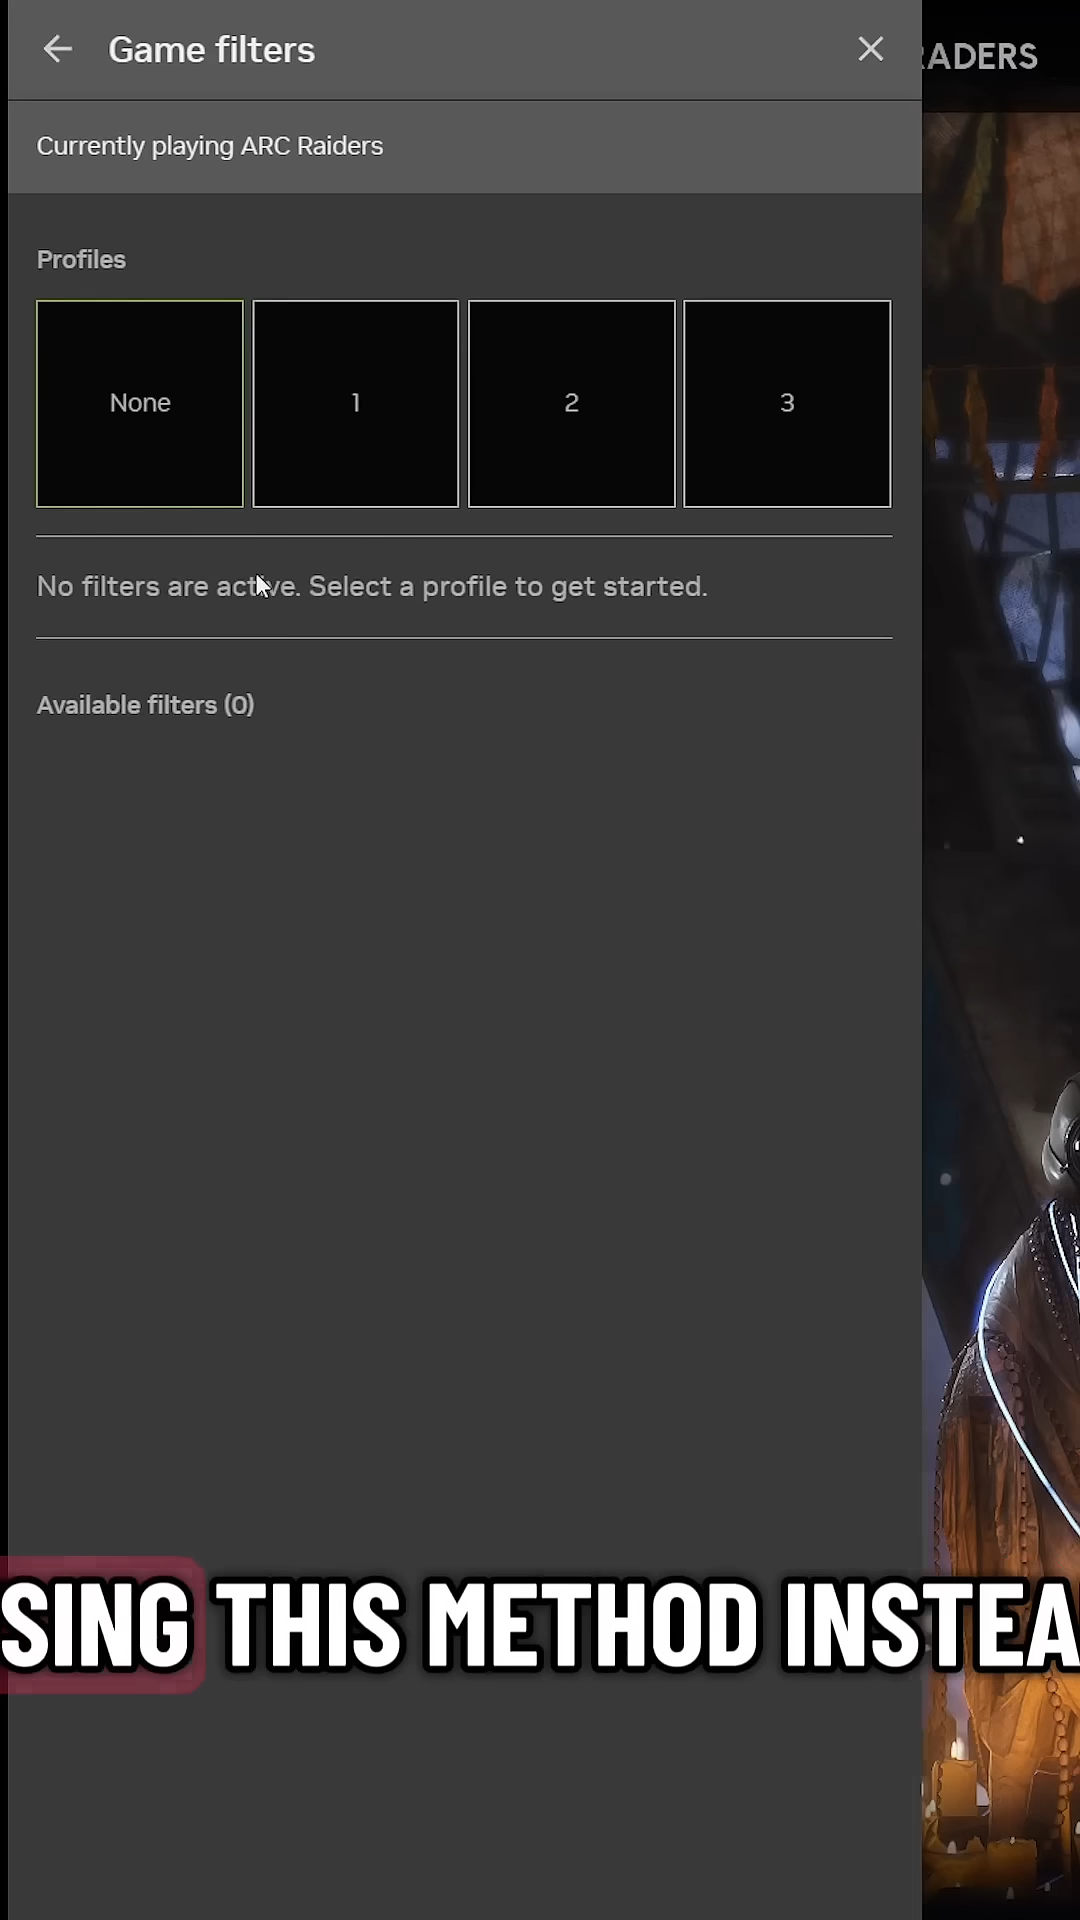 Game filters
RADERS
Currently playing ARC Raiders
Profiles
None
1
2
3
No filters are active. Select a profile to get started.
Available filters (0)
SING THIS METHOD INSTEA